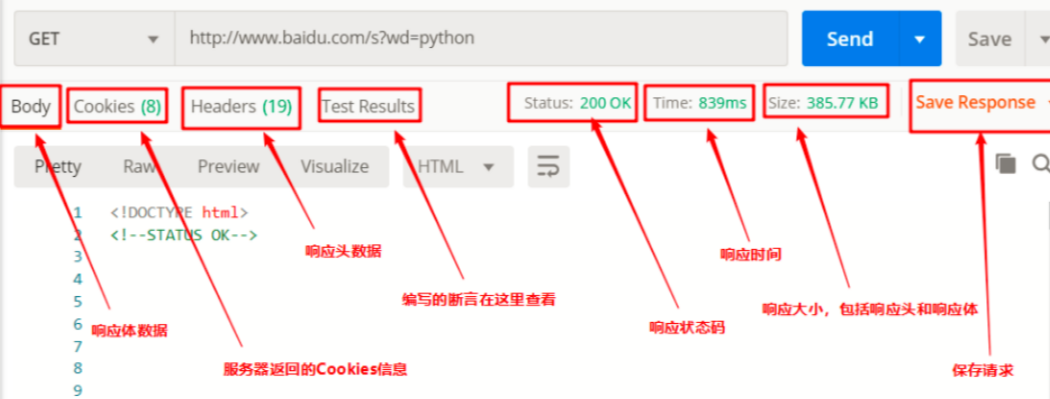 GET http://www.baidu.com/s?wd=python Send Save
Body Cookies (8) Headers (19) Test Results Status: 200 OK Time: 839ms Size: 385.77 KB Save Response
Pretty Raw Preview Visualize HTML
1 <!DOCTYPE html>
2 <!--STATUS OK-->
3
4
5
6
7
8
9
响应头数据
响应时间
编写的断言在这里查看
响应大小，包括响应头和响应体
响应体数据
响应状态码
服务器返回的Cookies信息
保存请求